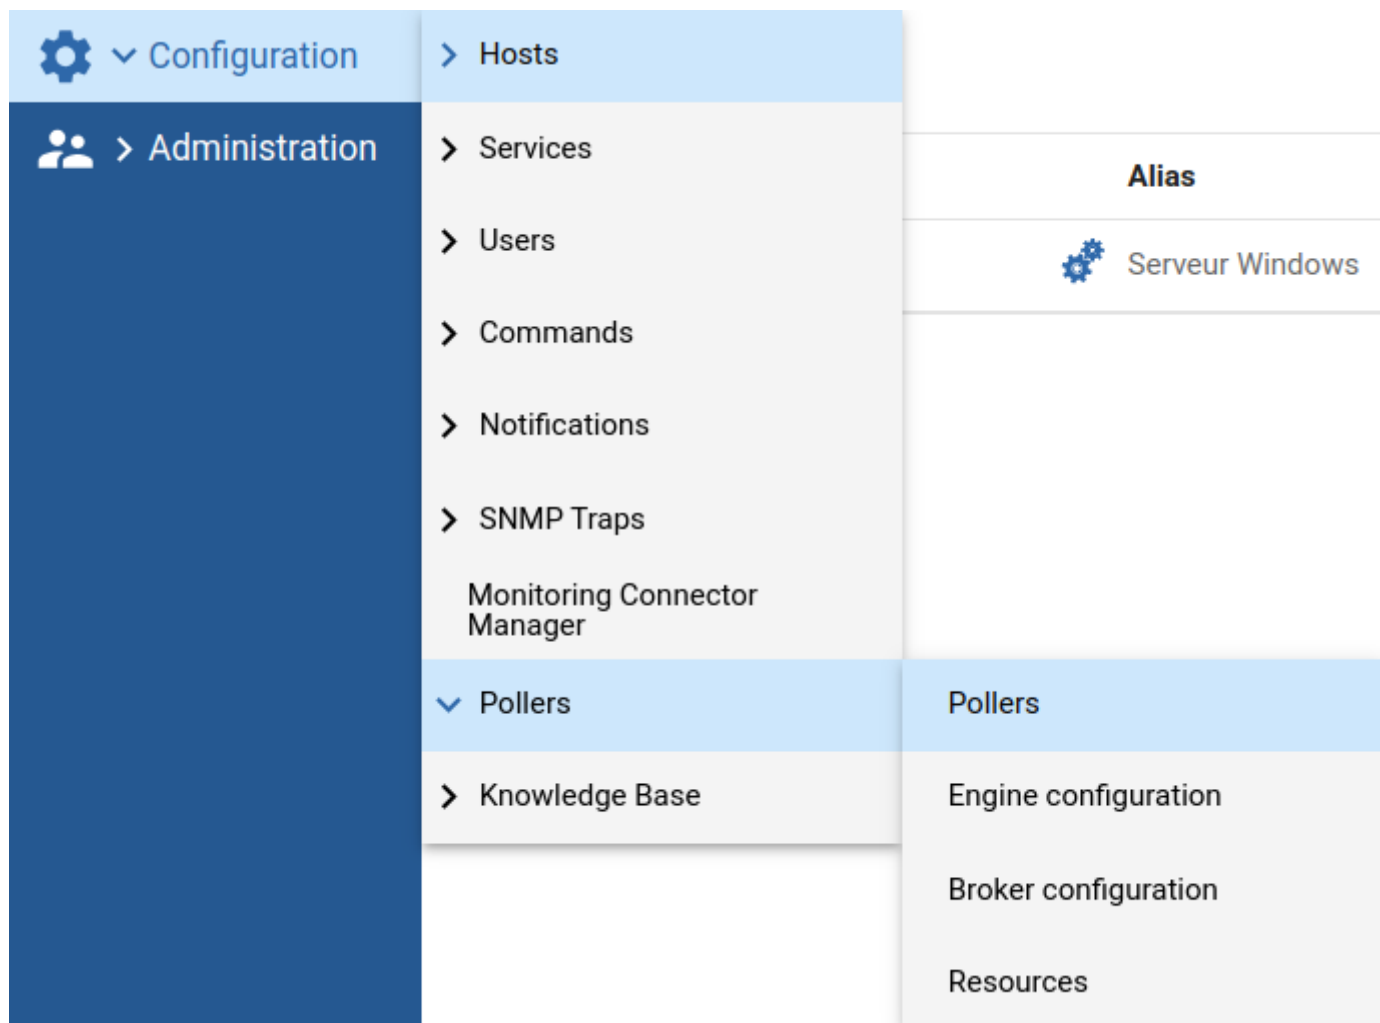 Configuration
Administration
Hosts
Services
Users
Commands
Notifications
SNMP Traps
Monitoring Connector
Manager
Pollers
Knowledge Base
Pollers
Engine configuration
Broker configuration
Resources
Alias
Serveur Windows